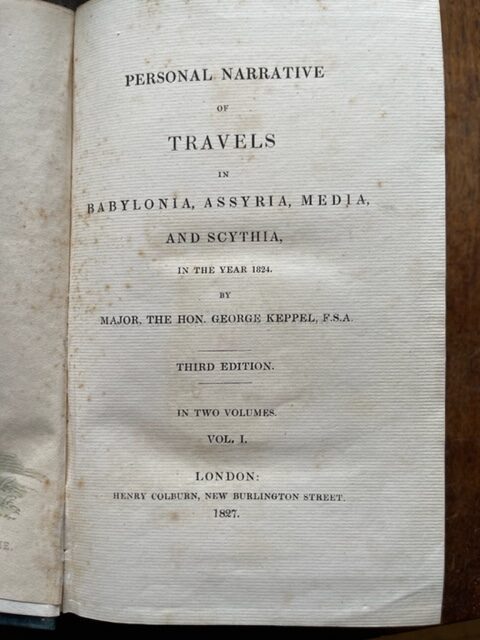 PERSONAL NARRATIVE
OF
TRAVELS
IN
BABYLONIA, ASSYRIA, MEDIA,
AND SCYTHIA,
IN THE YEAR 1824.
BY
MAJOR, THE HON. GEORGE KEPPEL, F.S.A.
THIRD EDITION.
IN TWO VOLUMES.
VOL. I.
LONDON:
HENRY COLBURN, NEW BURLINGTON STREET.
1827.